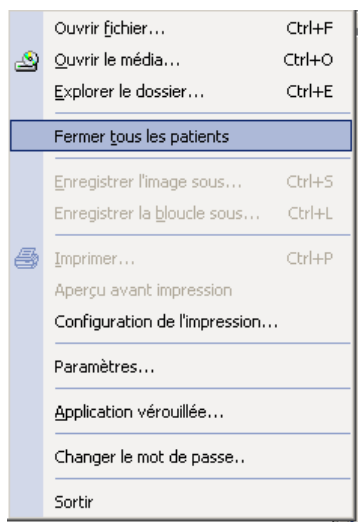 Ouvrir fichier... Ctrl+F
Ouvrir le média... Ctrl+O
Explorer le dossier... Ctrl+E
Fermer tous les patients
Enregistrer l'image sous... Ctrl+S
Enregistrer la bloucle sous... Ctrl+L
Imprimer... Ctrl+P
Aperçu avant impression
Configuration de l'impression...
Paramètres...
Application vérouillée...
Changer le mot de passe..
Sortir